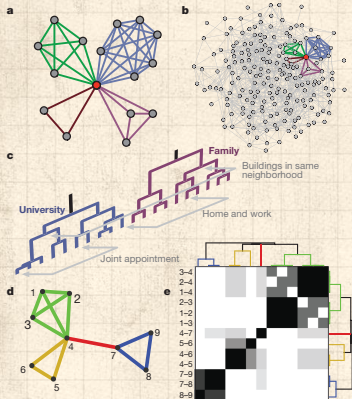 a
b
c
Family
Buildings in same
neighborhood
University
Home and work
Joint appointment
d
e
1
2
3
4
5
6
7
8
9
3–4
2–4
1–4
2–3
1–2
1–3
4–7
5–6
4–6
4–5
7–9
7–8
8–9